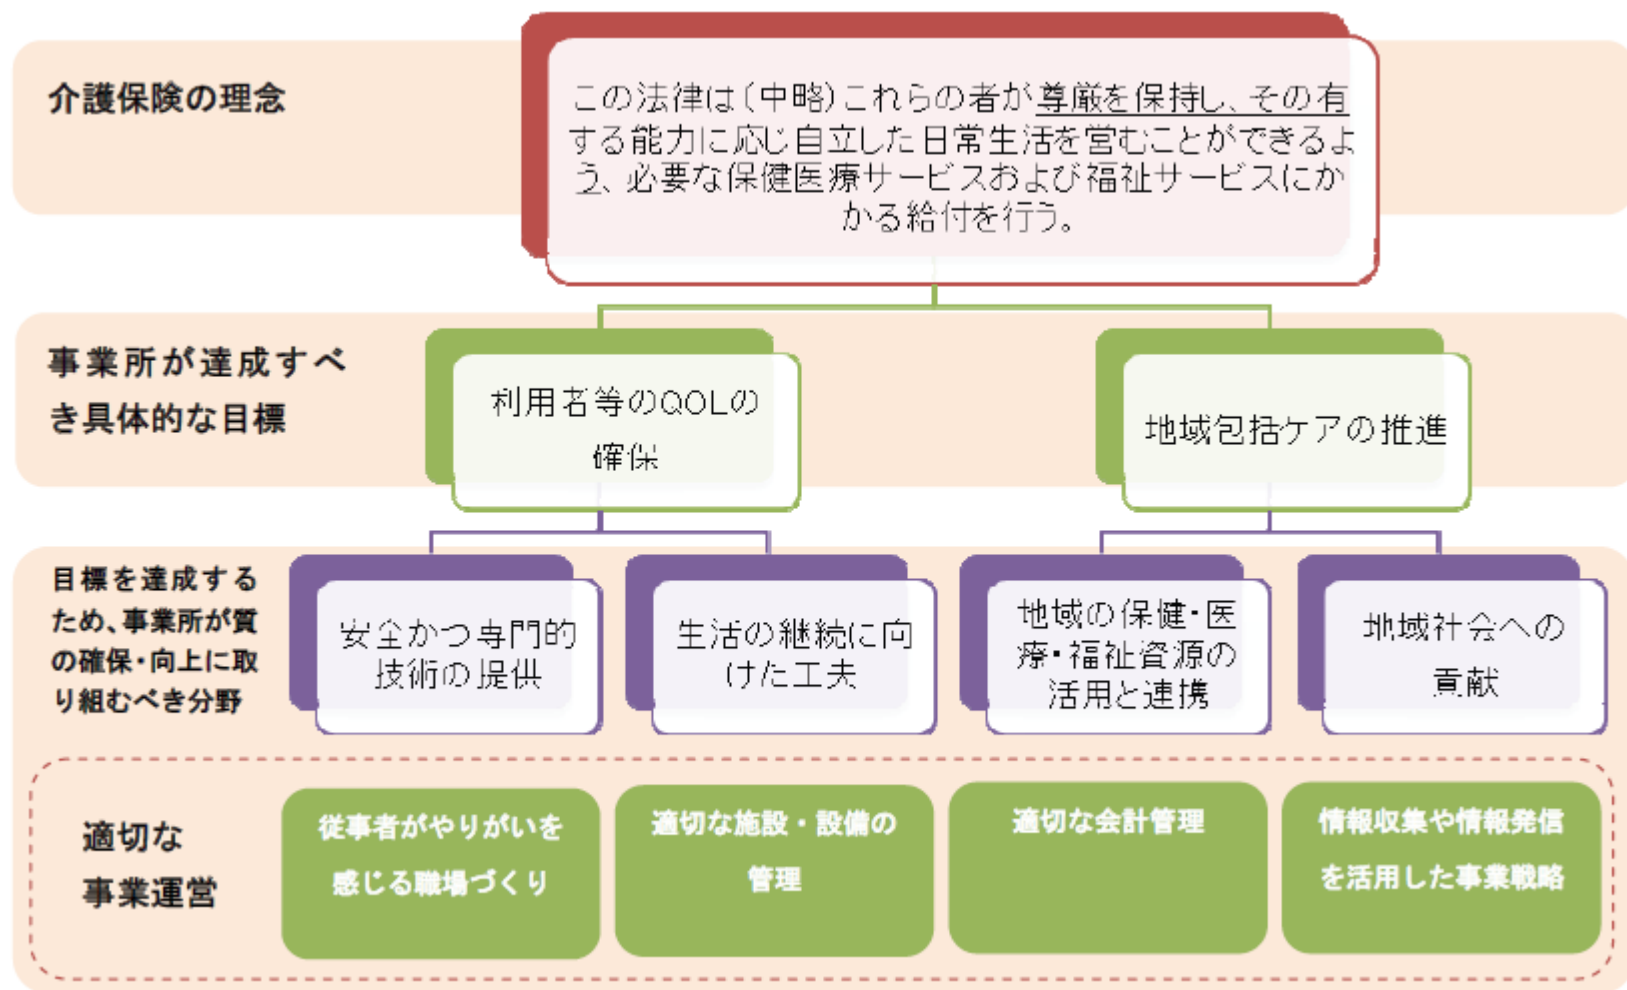 介護保険の理念
この法律は(中略)これらの者が尊厳を保持し、その有
する能力に応じ自立した日常生活を営むことができるよ
う、必要な保健医療サービスおよび福祉サービスにか
かる給付を行う。
事業所が達成すべ
き具体的な目標
利用者等のQOLの
確保
地域包括ケアの推進
目標を達成する
ため、事業所が質
の確保・向上に取
り組むべき分野
安全かつ専門的
技術の提供
生活の継続に向
けた工夫
地域の保健・医
療・福祉資源の
活用と連携
地域社会への
貢献
適切な
事業運営
従事者がやりがいを
感じる職場づくり
適切な施設・設備の
管理
適切な会計管理
情報収集や情報発信
を活用した事業戦略